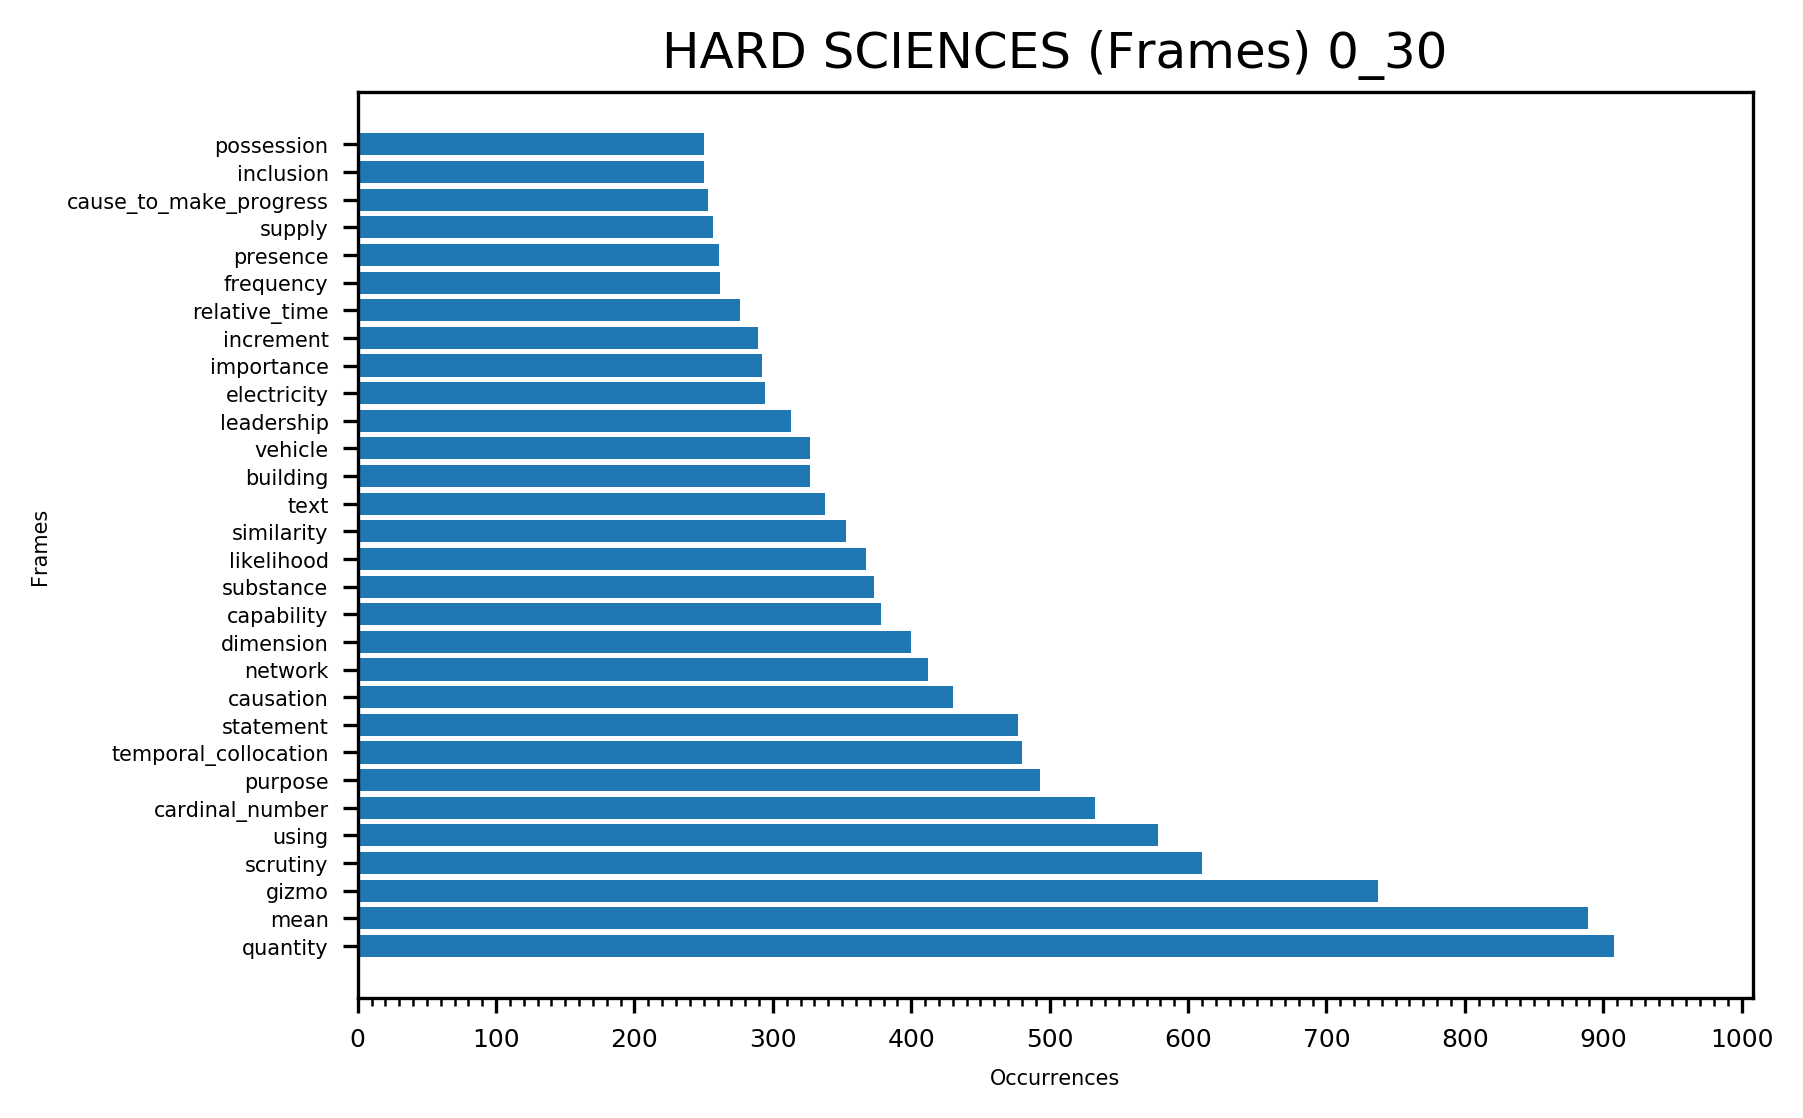 HARD SCIENCES (Frames) 0_30
possession
inclusion
cause_to_make_progress
supply
presence
frequency
relative_time
increment
importance
electricity
leadership
vehicle
building
text
similarity
likelihood
substance
capability
dimension
network
causation
statement
temporal_collocation
purpose
cardinal_number
using
scrutiny
gizmo
mean
quantity
Frames
0 100 200 300 400 500 600 700 800 900 1000
Occurrences